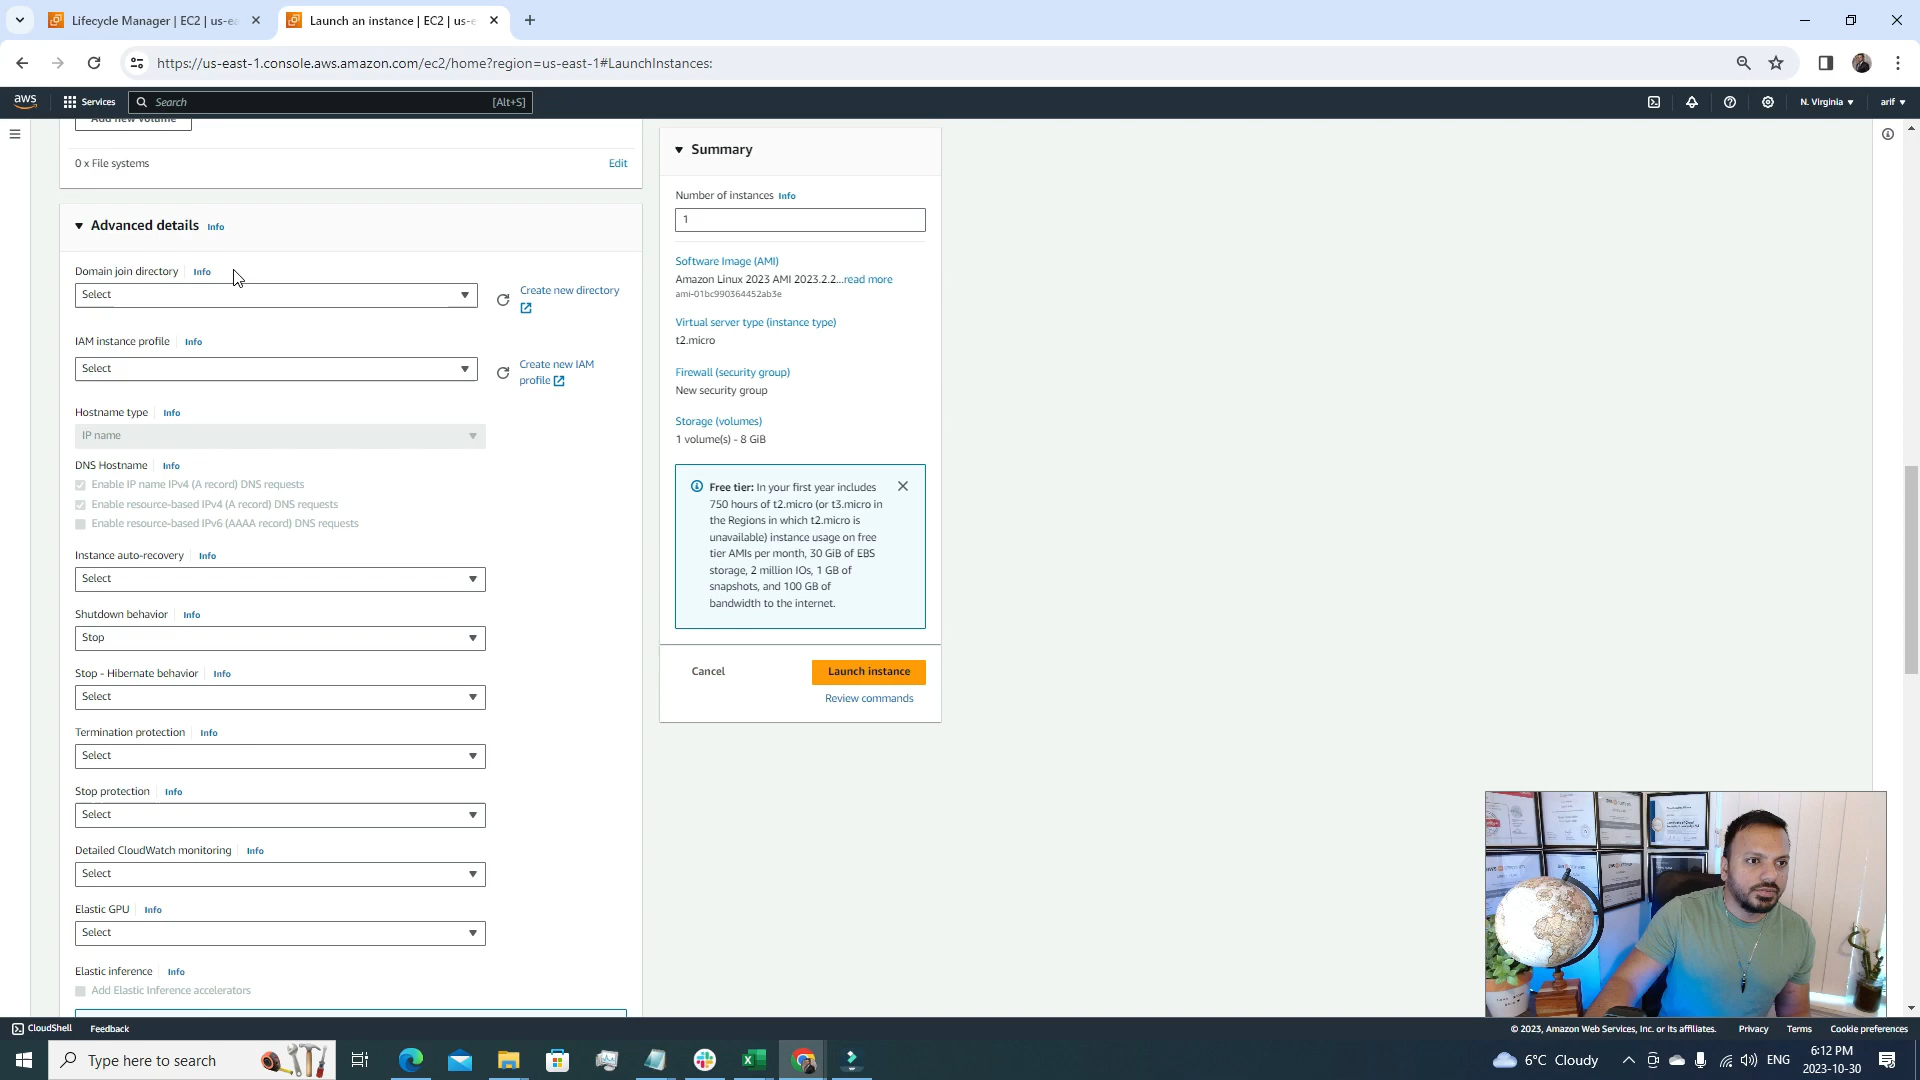 Lifecycle Manager | EC2 | us-ea
Launch an instance | EC2 | us-e
https://us-east-1.console.aws.amazon.com/ec2/home?region=us-east-1#LaunchInstances:
aws
Services
Search
[Alt+S]
N. Virginia
arif
Add new volume
0 x File systems
Edit
Advanced details Info
Domain join directory Info
Select
Create new directory
IAM instance profile Info
Select
Create new IAM
profile
Hostname type Info
IP name
DNS Hostname Info
Enable IP name IPv4 (A record) DNS requests
Enable resource-based IPv4 (A record) DNS requests
Enable resource-based IPv6 (AAAA record) DNS requests
Instance auto-recovery Info
Select
Shutdown behavior Info
Stop
Stop - Hibernate behavior Info
Select
Termination protection Info
Select
Stop protection Info
Select
Detailed CloudWatch monitoring Info
Select
Elastic GPU Info
Select
Elastic inference Info
Add Elastic Inference accelerators
Summary
Number of instances Info
1
Software Image (AMI)
Amazon Linux 2023 AMI 2023.2.2...read more
ami-01bc990364452ab3e
Virtual server type (instance type)
t2.micro
Firewall (security group)
New security group
Storage (volumes)
1 volume(s) - 8 GiB
Free tier: In your first year includes
750 hours of t2.micro (or t3.micro in
the Regions in which t2.micro is
unavailable) instance usage on free
tier AMIs per month, 30 GiB of EBS
storage, 2 million IOs, 1 GB of
snapshots, and 100 GB of
bandwidth to the internet.
Cancel
Launch instance
Review commands
CloudShell
Feedback
© 2023, Amazon Web Services, Inc. or its affiliates.
Privacy
Terms
Cookie preferences
Type here to search
6°C Cloudy
ENG
6:12 PM
2023-10-30